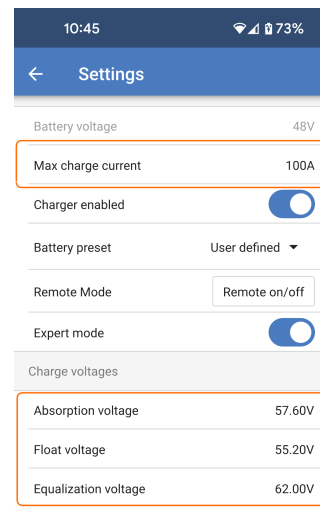 10:45 73%
Settings
Battery voltage 48V
Max charge current 100A
Charger enabled
Battery preset User defined
Remote Mode Remote on/off
Expert mode
Charge voltages
Absorption voltage 57.60V
Float voltage 55.20V
Equalization voltage 62.00V